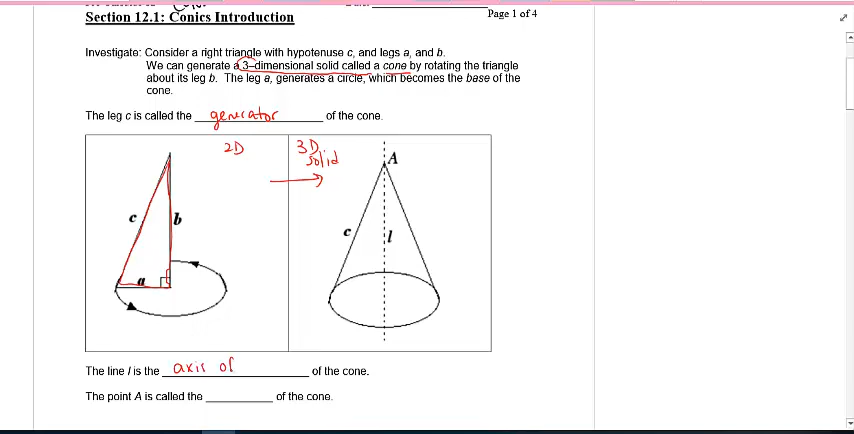 Section 12.1: Conics Introduction
Page 1 of 4
Investigate: Consider a right triangle with hypotenuse c, and legs a, and b.
We can generate a 3-dimensional solid called a cone by rotating the triangle
about its leg b. The leg a, generates a circle, which becomes the base of the
cone.
The leg c is called the generator of the cone.
2D
3D
solid
A
c
b
a
c
l
The line l is the axis of of the cone.
The point A is called the of the cone.